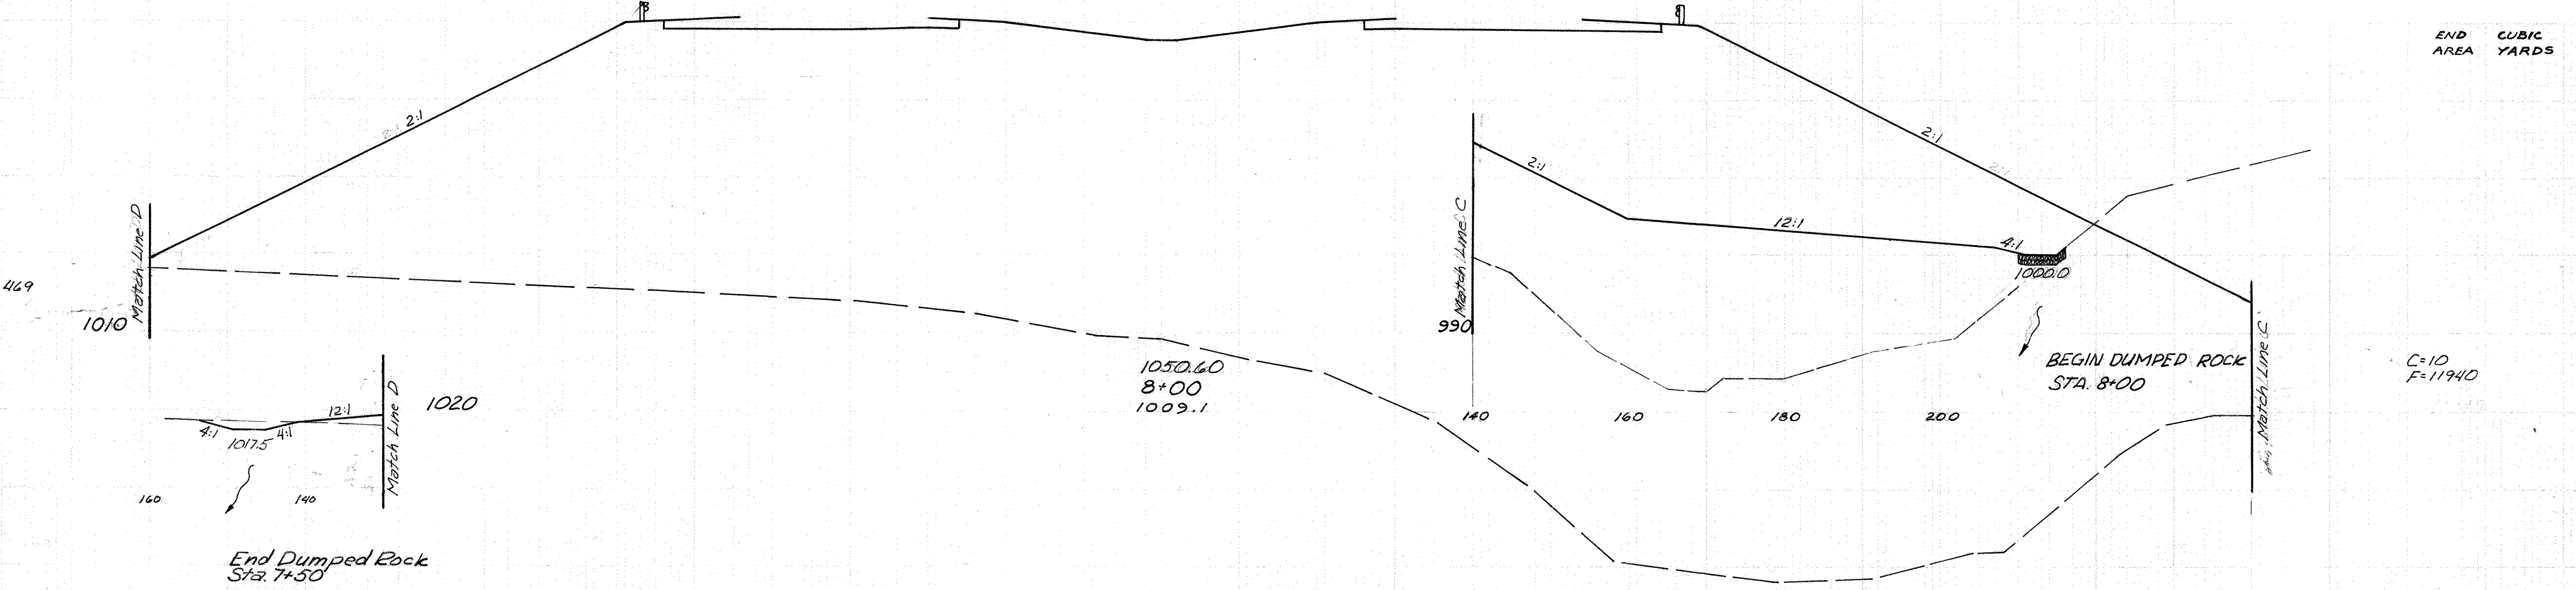 END CUBIC
AREA YARDS
2:1
2:1
2:1
Match Line D
Match Line C
12:1
4:1
1000.0
469
1010
990
BEGIN DUMPED ROCK
STA. 8+00
Match Line C
C=10
F=11940
1050.60
8+00
1009.1
140 160 180 200
12:1
1020
4:1
1017.5
4:1
Match Line D
160 140
End Dumped Rock
Sta. 7+50